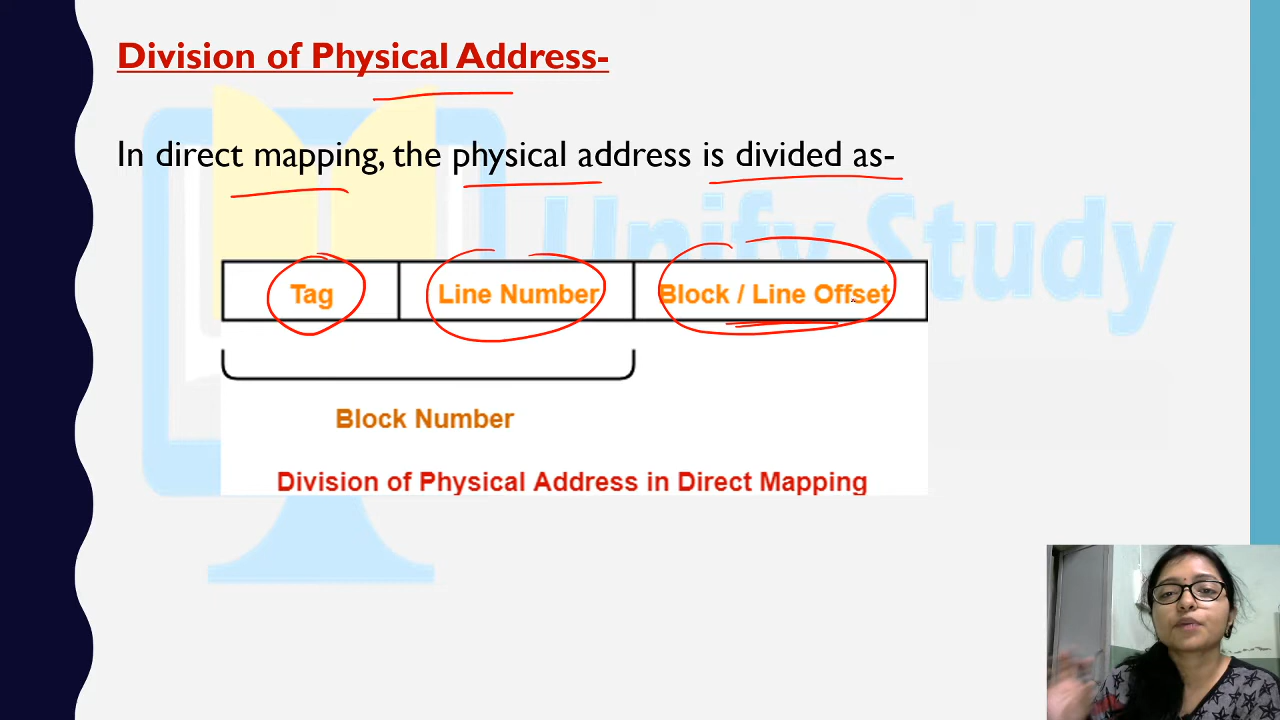 Division of Physical Address-
In direct mapping, the physical address is divided as-
Unify Study
Tag Line Number Block / Line Offset
Block Number
Division of Physical Address in Direct Mapping